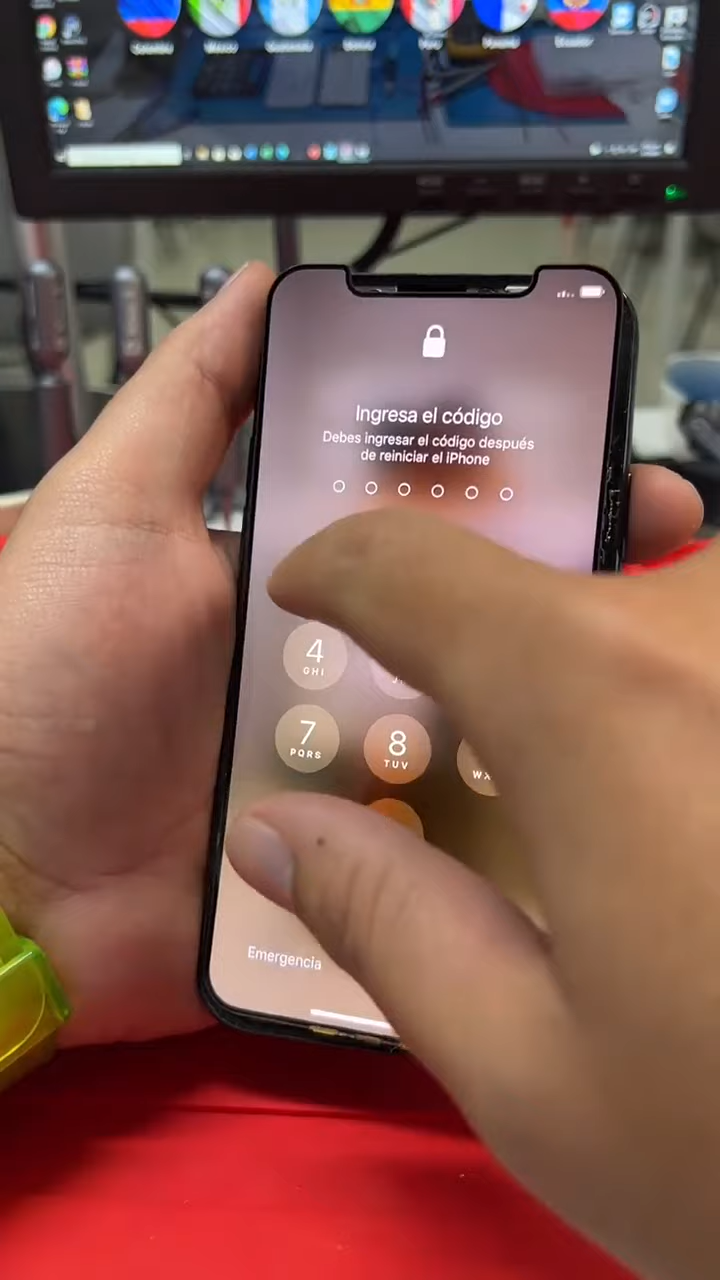 Ingresa el código
Debes ingresar el código después
de reiniciar el iPhone
4
GHI
7
PQRS
8
TUV
WX
Emergencia